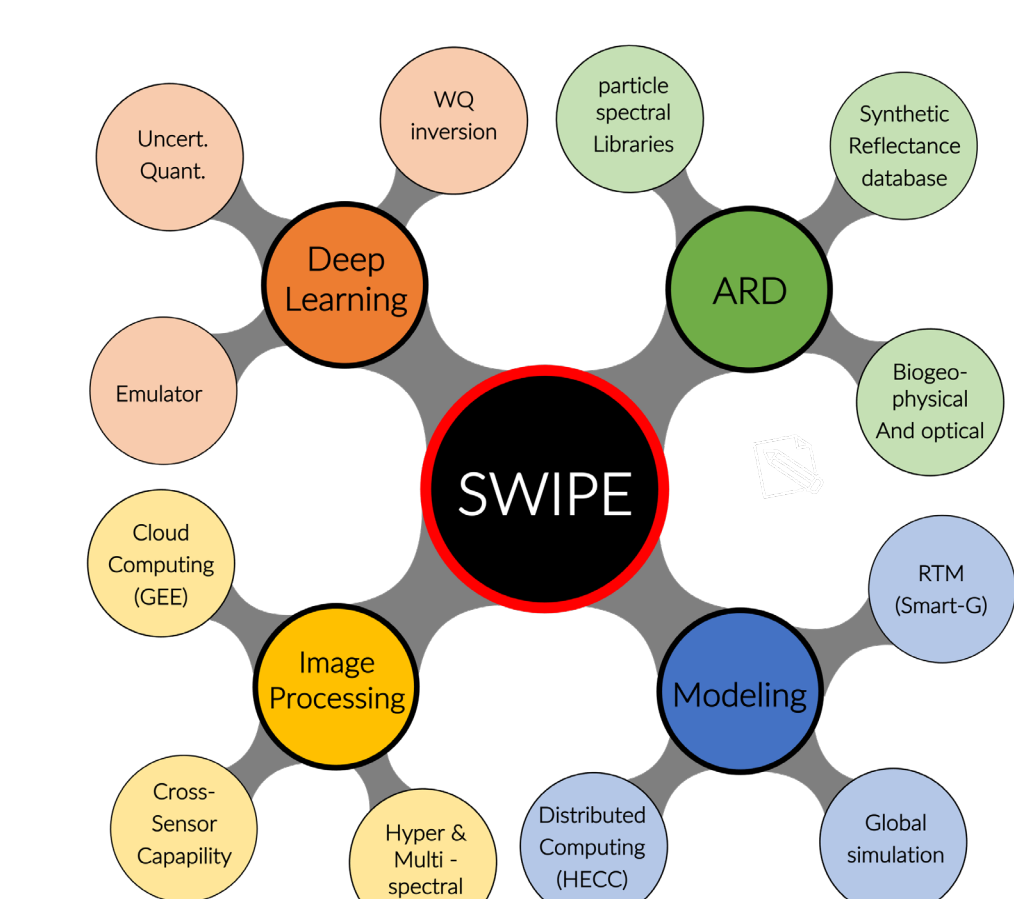 WQ
inversion
Uncert.
Quant.
Deep
Learning
Emulator
particle
spectral
Libraries
Synthetic
Reflectance
database
ARD
Biogeo-
physical
And optical
SWIPE
Cloud
Computing
(GEE)
Image
Processing
Cross-
Sensor
Capapility
Hyper &
Multi -
spectral
RTM
(Smart-G)
Modeling
Distributed
Computing
(HECC)
Global
simulation